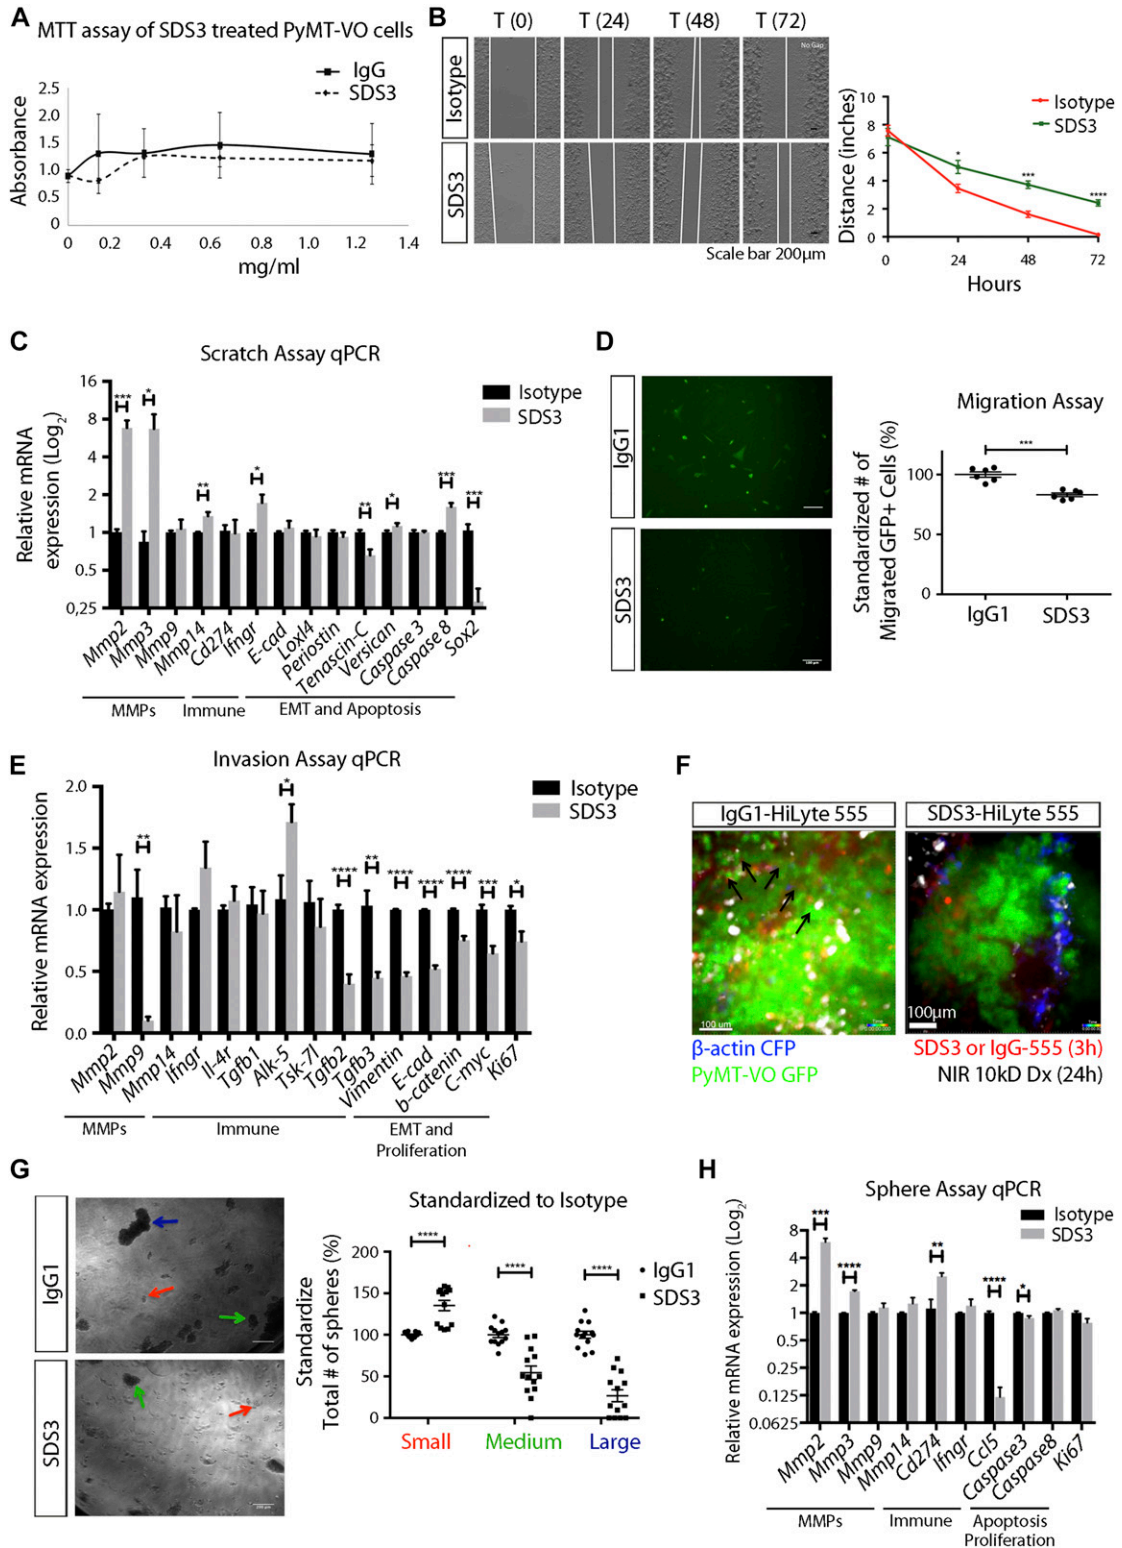 A
MTT assay of SDS3 treated PyMT-VO cells
IgG
SDS3
Absorbance
2.5
2.0
1.5
1.0
0.5
0
0 0.2 0.4 0.6 0.8 1.0 1.2 1.4
mg/ml
B
T (0) T (24) T (48) T (72)
Isotype
No Gap
SDS3
Scale bar 200μm
Isotype
SDS3
Distance (inches)
10
8
6
4
2
0
*
***
****
0 24 48 72
Hours
C
Scratch Assay qPCR
Isotype
SDS3
Relative mRNA
expression (Log2)
16
8
4
2
1
0.5
0,25
*** * ** * ** * *** ***
Mmp2 Mmp3 Mmp9 Mmp14 Cd274 Ifngr E-cad Loxl4 Periostin Tenascin-C Versican Caspase 3 Caspase 8 Sox2
MMPs Immune EMT and Apoptosis
D
IgG1
SDS3
Migration Assay
Standardized # of
Migrated GFP+ Cells (%)
***
100
50
0
IgG1 SDS3
E
Invasion Assay qPCR
Isotype
SDS3
Relative mRNA expression
2.0
1.5
1.0
0.5
0.0
** * **** ** **** **** **** *** *
Mmp2 Mmp9 Mmp14 Ifngr Il-4r Tgfb1 Alk-5 Tsk-7l Tgfb2 Tgfb3 Vimentin E-cad b-catenin C-myc Ki67
MMPs Immune EMT and
Proliferation
F
IgG1-HiLyte 555 SDS3-HiLyte 555
100 um
100μm
β-actin CFP SDS3 or IgG-555 (3h)
PyMT-VO GFP NIR 10kD Dx (24h)
G
IgG1
SDS3
Standardized to Isotype
IgG1
SDS3
Standardize
Total # of spheres (%)
200
150
100
50
0
**** **** ****
Small Medium Large
H
Sphere Assay qPCR
Isotype
SDS3
Relative mRNA expression (Log2)
8
4
2
1
0.5
0.25
0.125
0.0625
*** **** ** **** *
Mmp2 Mmp3 Mmp9 Mmp14 Cd274 Ifngr Ccl5 Caspase3 Caspase8 Ki67
MMPs Immune Apoptosis
Proliferation